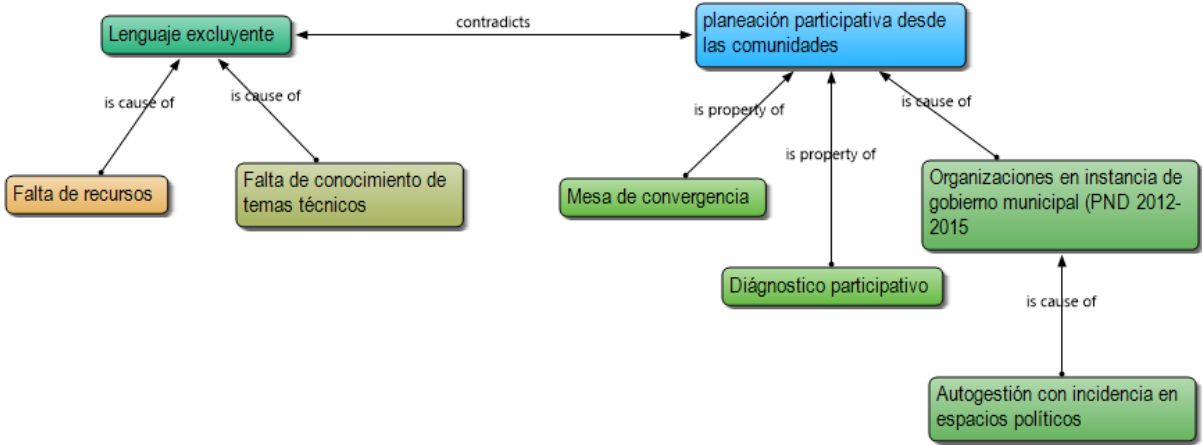 Lenguaje excluyente
contradicts
planeación participativa desde
las comunidades
is cause of
is cause of
is property of
is property of
is cause of
Falta de recursos
Falta de conocimiento de
temas técnicos
Mesa de convergencia
Organizaciones en instancia de
gobierno municipal (PND 2012-
2015
Diágnostico participativo
is cause of
Autogestión con incidencia en
espacios políticos